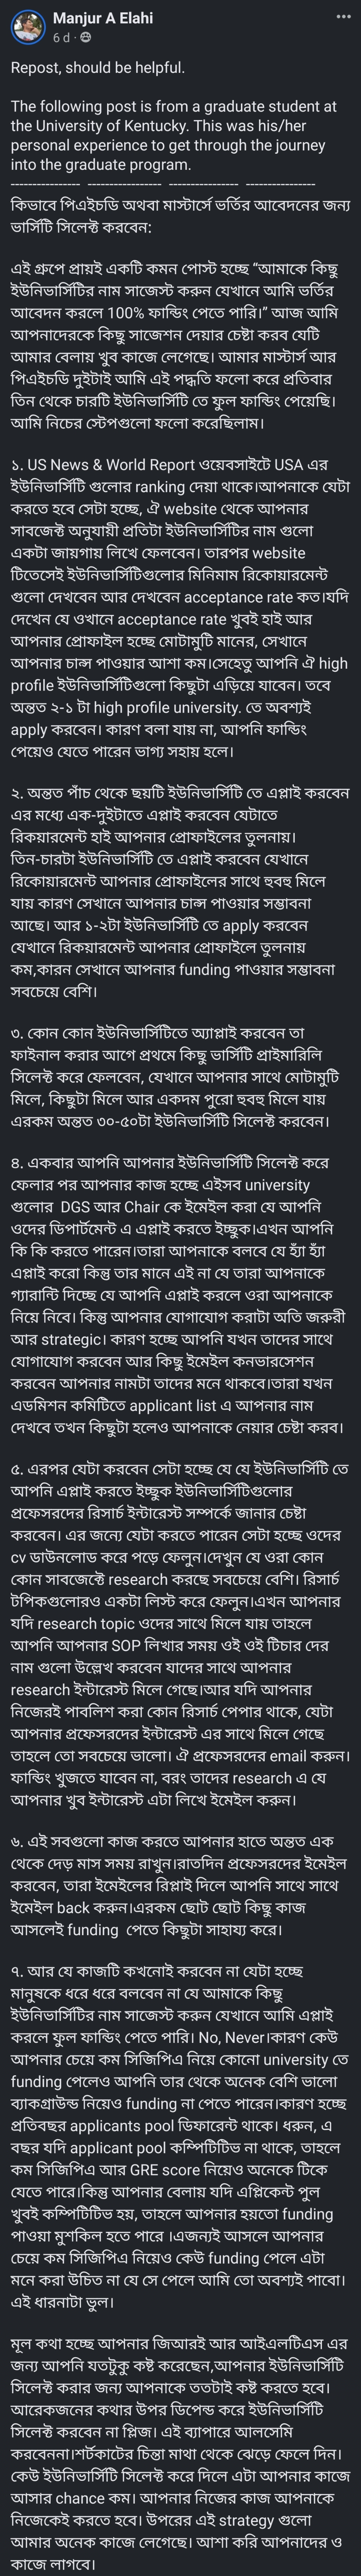 Manjur A Elahi
6 d ·
Repost, should be helpful.
The following post is from a graduate student at
the University of Kentucky. This was his/her
personal experience to get through the journey
into the graduate program.
---------------- ----------------- ---------------- ----------------
কিভাবে পিএইচডি অথবা মাস্টার্সে ভর্তির আবেদনের জন্য
ভার্সিটি সিলেক্ট করবেন:
এই গ্রুপে প্রায়ই একটি কমন পোস্ট হচ্ছে “আমাকে কিছু
ইউনিভার্সিটির নাম সাজেস্ট করুন যেখানে আমি ভর্তির
আবেদন করলে 100% ফান্ডিং পেতে পারি।” আজ আমি
আপনাদেরকে কিছু সাজেশন দেয়ার চেষ্টা করব যেটি
আমার বেলায় খুব কাজে লেগেছে। আমার মাস্টার্স আর
পিএইচডি দুইটাই আমি এই পদ্ধতি ফলো করে প্রতিবার
তিন থেকে চারটি ইউনিভার্সিটি তে ফুল ফান্ডিং পেয়েছি।
আমি নিচের স্টেপগুলো ফলো করেছিলাম।
১. US News & World Report ওয়েবসাইটে USA এর
ইউনিভার্সিটি গুলোর ranking দেয়া থাকে।আপনাকে যেটা
করতে হবে সেটা হচ্ছে, ঐ website থেকে আপনার
সাবজেক্ট অনুযায়ী প্রতিটা ইউনিভার্সিটির নাম গুলো
একটা জায়গায় লিখে ফেলবেন। তারপর website
টিতেসেই ইউনিভার্সিটিগুলোর মিনিমাম রিকোয়ারমেন্ট
গুলো দেখবেন আর দেখবেন acceptance rate কত।যদি
দেখেন যে ওখানে acceptance rate খুবই হাই আর
আপনার প্রোফাইল হচ্ছে মোটামুটি মানের, সেখানে
আপনার চান্স পাওয়ার আশা কম।সেহেতু আপনি ঐ high
profile ইউনিভার্সিটিগুলো কিছুটা এড়িয়ে যাবেন। তবে
অন্তত ২-১ টা high profile university. তে অবশ্যই
apply করবেন। কারণ বলা যায় না, আপনি ফান্ডিং
পেয়েও যেতে পারেন ভাগ্য সহায় হলে।
২. অন্তত পাঁচ থেকে ছয়টি ইউনিভার্সিটি তে এপ্লাই করবেন
এর মধ্যে এক-দুইটাতে এপ্লাই করবেন যেটাতে
রিকয়ারমেন্ট হাই আপনার প্রোফাইলের তুলনায়।
তিন-চারটা ইউনিভার্সিটি তে এপ্লাই করবেন যেখানে
রিকোয়ারমেন্ট আপনার প্রোফাইলের সাথে হুবহু মিলে
যায় কারণ সেখানে আপনার চান্স পাওয়ার সম্ভাবনা
আছে। আর ১-২টা ইউনিভার্সিটি তে apply করবেন
যেখানে রিকয়ারমেন্ট আপনার প্রোফাইলে তুলনায়
কম,কারন সেখানে আপনার funding পাওয়ার সম্ভাবনা
সবচেয়ে বেশি।
৩. কোন কোন ইউনিভার্সিটিতে অ্যাপ্লাই করবেন তা
ফাইনাল করার আগে প্রথমে কিছু ভার্সিটি প্রাইমারিলি
সিলেক্ট করে ফেলবেন, যেখানে আপনার সাথে মোটামুটি
মিলে, কিছুটা মিলে আর একদম পুরো হুবহু মিলে যায়
এরকম অন্তত ৩০-৫০টা ইউনিভার্সিটি সিলেক্ট করবেন।
৪. একবার আপনি আপনার ইউনিভার্সিটি সিলেক্ট করে
ফেলার পর আপনার কাজ হচ্ছে এইসব university
গুলোর DGS আর Chair কে ইমেইল করা যে আপনি
ওদের ডিপার্টমেন্ট এ এপ্লাই করতে ইচ্ছুক।এখন আপনি
কি কি করতে পারেন।তারা আপনাকে বলবে যে হ্যাঁ হ্যাঁ
এপ্লাই করো কিন্তু তার মানে এই না যে তারা আপনাকে
গ্যারান্টি দিচ্ছে যে আপনি এপ্লাই করলে ওরা আপনাকে
নিয়ে নিবে। কিন্তু আপনার যোগাযোগ করাটা অতি জরুরী
আর strategic। কারণ হচ্ছে আপনি যখন তাদের সাথে
যোগাযোগ করবেন আর কিছু ইমেইল কনভারসেশন
করবেন আপনার নামটা তাদের মনে থাকবে।তারা যখন
এডমিশন কমিটিতে applicant list এ আপনার নাম
দেখবে তখন কিছুটা হলেও আপনাকে নেয়ার চেষ্টা করব।
৫. এরপর যেটা করবেন সেটা হচ্ছে যে যে ইউনিভার্সিটি তে
আপনি এপ্লাই করতে ইচ্ছুক ইউনিভার্সিটিগুলোর
প্রফেসরদের রিসার্চ ইন্টারেস্ট সম্পর্কে জানার চেষ্টা
করবেন। এর জন্যে যেটা করতে পারেন সেটা হচ্ছে ওদের
cv ডাউনলোড করে পড়ে ফেলুন।দেখুন যে ওরা কোন
কোন সাবজেক্টে research করছে সবচেয়ে বেশি। রিসার্চ
টপিকগুলোরও একটা লিস্ট করে ফেলুন।এখন আপনার
যদি research topic ওদের সাথে মিলে যায় তাহলে
আপনি আপনার SOP লিখার সময় ওই ওই টিচার দের
নাম গুলো উল্লেখ করবেন যাদের সাথে আপনার
research ইন্টারেস্ট মিলে গেছে।আর যদি আপনার
নিজেরই পাবলিশ করা কোন রিসার্চ পেপার থাকে, যেটা
আপনার প্রফেসরদের ইন্টারেস্ট এর সাথে মিলে গেছে
তাহলে তো সবচেয়ে ভালো। ঐ প্রফেসরদের email করুন।
ফান্ডিং খুজতে যাবেন না, বরং তাদের research এ যে
আপনার খুব ইন্টারেস্ট এটা লিখে ইমেইল করুন।
৬. এই সবগুলো কাজ করতে আপনার হাতে অন্তত এক
থেকে দেড় মাস সময় রাখুন।রাতদিন প্রফেসরদের ইমেইল
করবেন, তারা ইমেইলের রিপ্লাই দিলে আপনি সাথে সাথে
ইমেইল back করুন।এরকম ছোট ছোট কিছু কাজ
আসলেই funding পেতে কিছুটা সাহায্য করে।
৭. আর যে কাজটি কখনোই করবেন না যেটা হচ্ছে
মানুষকে ধরে ধরে বলবেন না যে আমাকে কিছু
ইউনিভার্সিটির নাম সাজেস্ট করুন যেখানে আমি এপ্লাই
করলে ফুল ফান্ডিং পেতে পারি। No, Never।কারণ কেউ
আপনার চেয়ে কম সিজিপিএ নিয়ে কোনো university তে
funding পেলেও আপনি তার থেকে অনেক বেশি ভালো
ব্যাকগ্রাউন্ড নিয়েও funding না পেতে পারেন।কারণ হচ্ছে
প্রতিবছর applicants pool ডিফারেন্ট থাকে। ধরুন, এ
বছর যদি applicant pool কম্পিটিটিভ না থাকে, তাহলে
কম সিজিপিএ আর GRE score নিয়েও অনেকে টিকে
যেতে পারে।কিন্তু আপনার বেলায় যদি এপ্লিকেন্ট পুল
খুবই কম্পিটিটিভ হয়, তাহলে আপনার হয়তো funding
পাওয়া মুশকিল হতে পারে ।এজন্যই আসলে আপনার
চেয়ে কম সিজিপিএ নিয়েও কেউ funding পেলে এটা
মনে করা উচিত না যে সে পেলে আমি তো অবশ্যই পাবো।
এই ধারনাটা ভুল।
মূল কথা হচ্ছে আপনার জিআরই আর আইএলটিএস এর
জন্য আপনি যতটুকু কষ্ট করেছেন,আপনার ইউনিভার্সিটি
সিলেক্ট করার জন্য আপনাকে ততটাই কষ্ট করতে হবে।
আরেকজনের কথার উপর ডিপেন্ড করে ইউনিভার্সিটি
সিলেক্ট করবেন না প্লিজ। এই ব্যাপারে আলসেমি
করবেননা।শর্টকাটের চিন্তা মাথা থেকে ঝেড়ে ফেলে দিন।
কেউ ইউনিভার্সিটি সিলেক্ট করে দিলে এটা আপনার কাজে
আসার chance কম। আপনার নিজের কাজ আপনাকে
নিজেকেই করতে হবে। উপরের এই strategy গুলো
আমার অনেক কাজে লেগেছে। আশা করি আপনাদের ও
কাজে লাগবে।